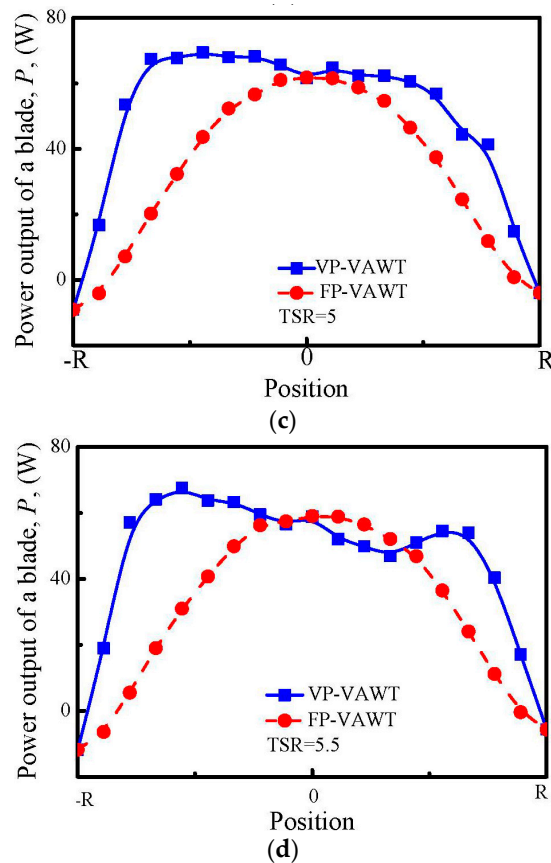 80
40
0
Power output of a blade, P, (W)
VP-VAWT
FP-VAWT
TSR=5
-R
0
R
Position
(c)
80
40
0
Power output of a blade, P, (W)
VP-VAWT
FP-VAWT
TSR=5.5
-R
0
R
Position
(d)